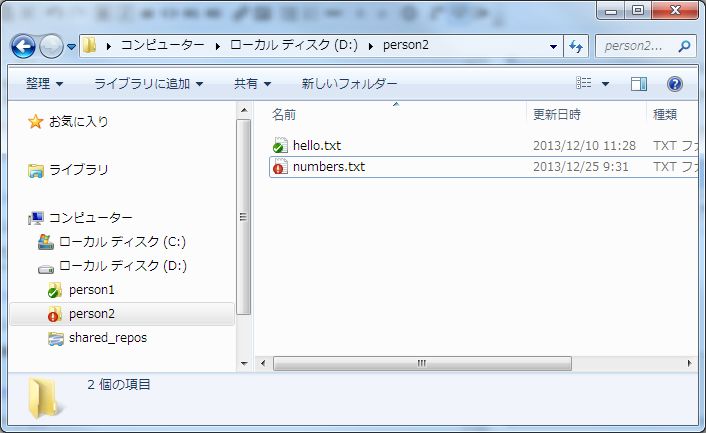 コンピューター ローカル ディスク (D:) person2 person2...
整理 ライブラリに追加 共有 新しいフォルダー
お気に入り
ライブラリ
コンピューター
ローカル ディスク (C:)
ローカル ディスク (D:)
person1
person2
shared_repos
名前 更新日時 種類
hello.txt 2013/12/10 11:28 TXT ファ
numbers.txt 2013/12/25 9:31 TXT ファ
2 個の項目